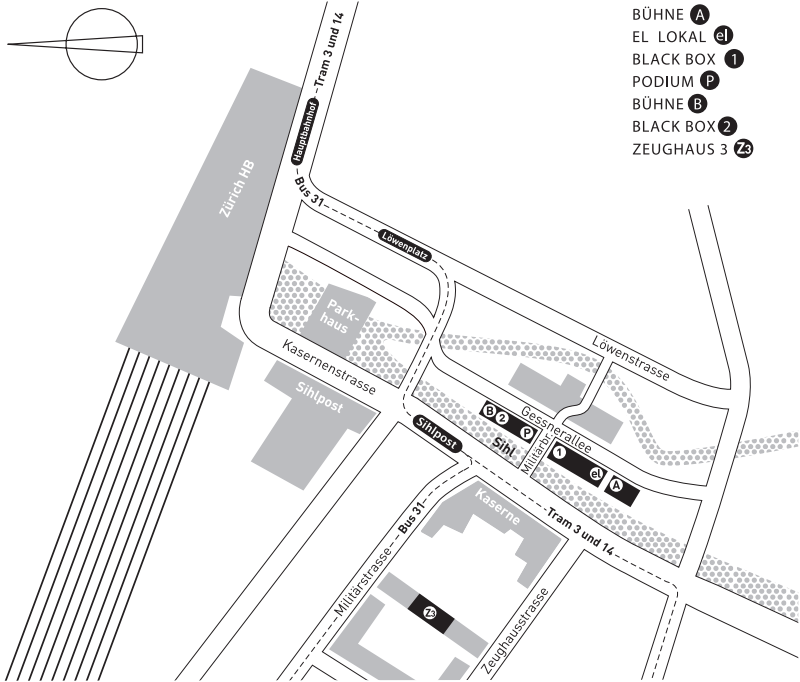 BÜHNE A
EL LOKAL el
BLACK BOX 1
PODIUM P
BÜHNE B
BLACK BOX 2
ZEUGHAUS 3 Z3
Tram 3 und 14
Hauptbahnhof
Zürich HB
Bus 31
Löwenplatz
Park-
haus
Löwenstrasse
Kasernenstrasse
Sihlpost
Gessnerallee
B 2 P
Sihlpost
Sihl
Militärbr
1 el A
Kaserne
Bus 31
Tram 3 und 14
Militärstrasse
Z3
Zeughausstrasse